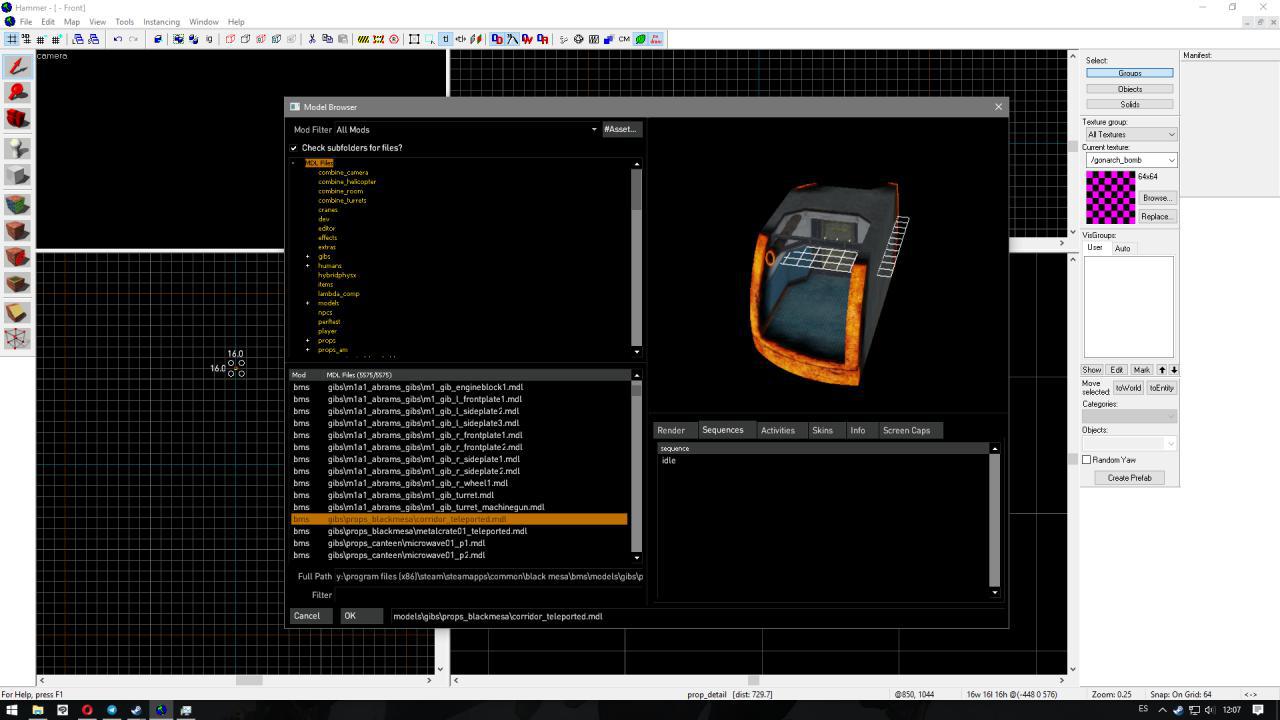 Hammer - [ - Front]
File Edit Map View Tools Instancing Window Help
camera
16.0
16.0
Model Browser
Mod Filter All Mods #Asset...
Check subfolders for files?
MDL Files
combine_camera
combine_helicopter
combine_room
combine_turrets
cranes
dev
editor
effects
extras
gibs
humans
hybridphysx
items
lambda_comp
models
npcs
perftest
player
props
props_am
Mod MDL Files (5575/5575)
bms gibs\m1a1_abrams_gibs\m1_gib_engineblock1.mdl
bms gibs\m1a1_abrams_gibs\m1_gib_l_frontplate1.mdl
bms gibs\m1a1_abrams_gibs\m1_gib_l_sideplate2.mdl
bms gibs\m1a1_abrams_gibs\m1_gib_l_sideplate3.mdl
bms gibs\m1a1_abrams_gibs\m1_gib_r_frontplate1.mdl
bms gibs\m1a1_abrams_gibs\m1_gib_r_frontplate2.mdl
bms gibs\m1a1_abrams_gibs\m1_gib_r_sideplate1.mdl
bms gibs\m1a1_abrams_gibs\m1_gib_r_sideplate2.mdl
bms gibs\m1a1_abrams_gibs\m1_gib_r_wheel1.mdl
bms gibs\m1a1_abrams_gibs\m1_gib_turret.mdl
bms gibs\m1a1_abrams_gibs\m1_gib_turret_machinegun.mdl
bms gibs\props_blackmesa\corridor_teleported.mdl
bms gibs\props_blackmesa\metalcrate01_teleported.mdl
bms gibs\props_canteen\microwave01_p1.mdl
bms gibs\props_canteen\microwave01_p2.mdl
Full Path y:\program files (x86)\steam\steamapps\common\black mesa\bms\models\gibs\p
Filter
Cancel OK models\gibs\props_blackmesa\corridor_teleported.mdl
Render Sequences Activities Skins Info Screen Caps
sequence
idle
Select:
Groups
Objects
Solids
Texture group:
All Textures
Current texture:
/gonarch_bomb
64x64
Browse...
Replace...
VisGroups:
User Auto
Show Edit Mark
Move selected: toWorld toEntity
Categories:
Objects:
Random Yaw
Create Prefab
Manifest:
For Help, press F1 prop_detail [dist: 729.7] @850, 1044 16w 16l 16h @(-448 0 576) Zoom: 0.25 Snap: On Grid: 64 <->
ES 12:07